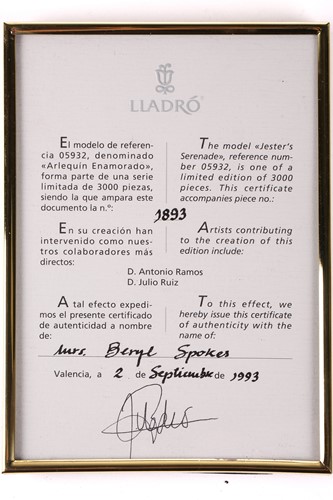 LLADRÓ
El modelo de referen-
cia 05932, denominado
«Arlequín Enamorado»,
forma parte de una serie
limitada de 3000 piezas,
siendo la que ampara este
documento la n.º:
The model «Jester's
Serenade», reference num-
ber 05932, is one of
a limited edition of 3000
pieces. This certificate
accompanies piece no.:
1893
En su creación han
intervenido como nues-
tros colaboradores más
directos:
Artists contributing
to the creation of this
edition include:
D. Antonio Ramos
D. Julio Ruiz
A tal efecto expedi-
mos el presente certificado
de autenticidad a nombre
de:
To this effect, we
hereby issue this certificate
of authenticity with the
name of:
Mrs. Beryl Spokes
Valencia, a 2 de Septiembre de 1993